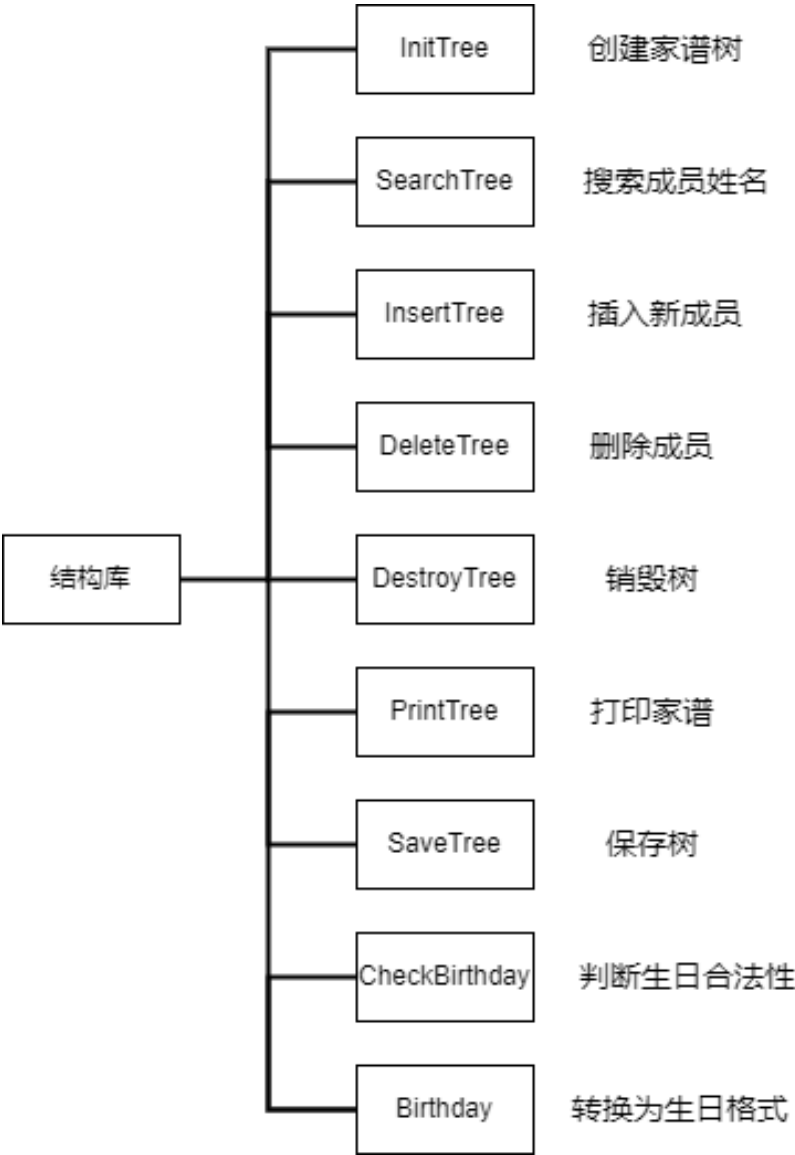 InitTree 创建家谱树
SearchTree 搜索成员姓名
InsertTree 插入新成员
DeleteTree 删除成员
结构库 DestroyTree 销毁树
PrintTree 打印家谱
SaveTree 保存树
CheckBirthday 判断生日合法性
Birthday 转换为生日格式